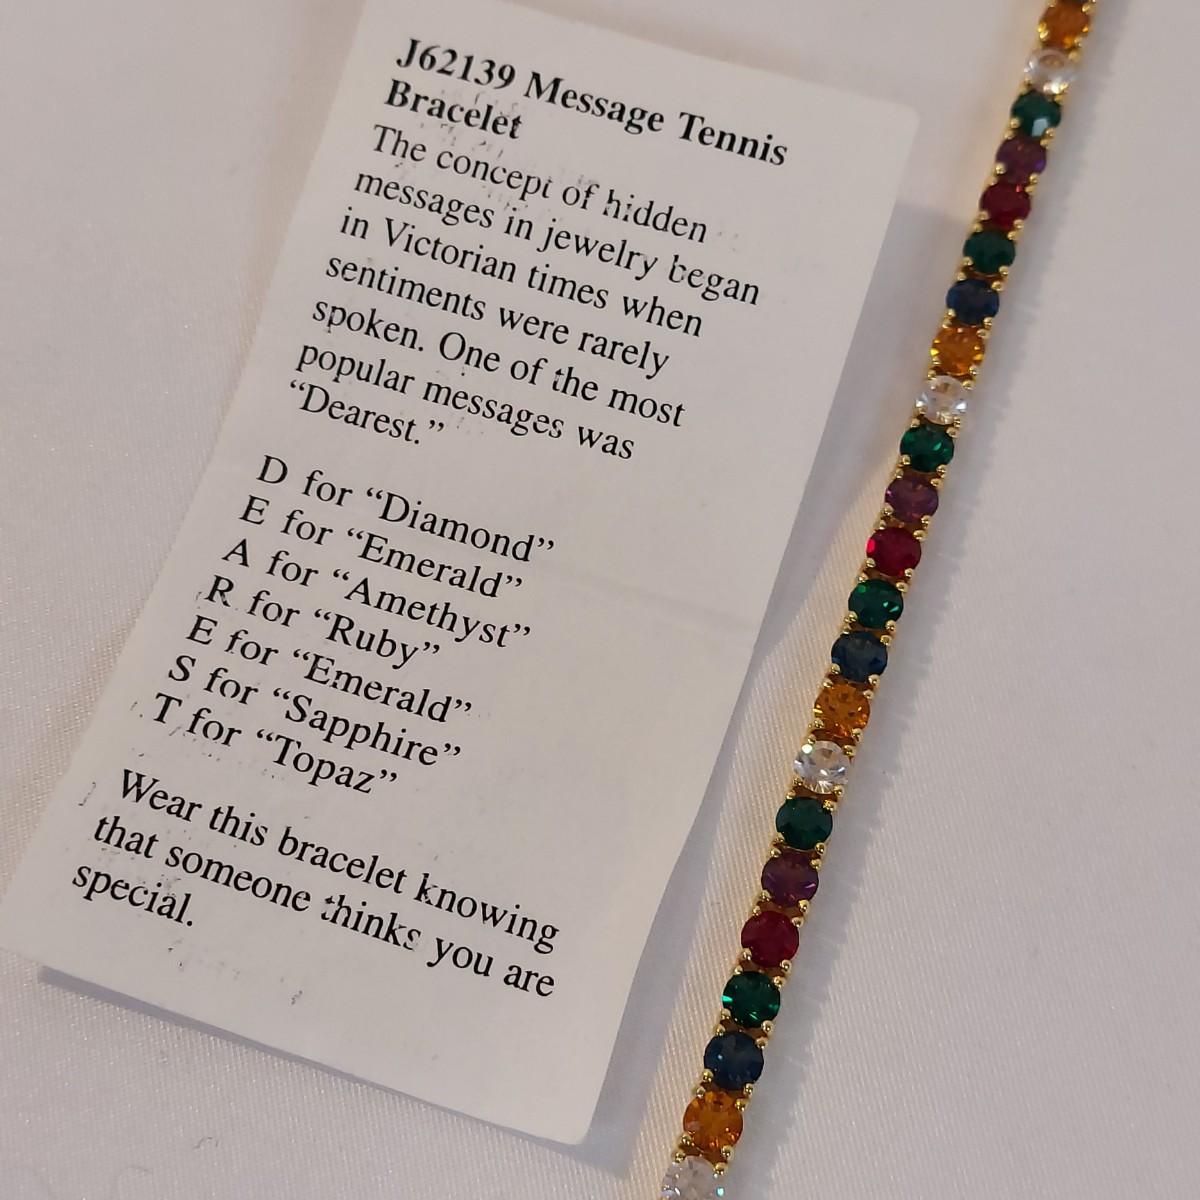 J62139 Message Tennis
Bracelet
The concept of hidden
messages in jewelry began
in Victorian times when
sentiments were rarely
spoken. One of the most
popular messages was
“Dearest.”
D for “Diamond”
E for “Emerald”
A for “Amethyst”
R for “Ruby”
E for “Emerald”
S for “Sapphire”
T for “Topaz”
Wear this bracelet knowing
that someone thinks you are
special.